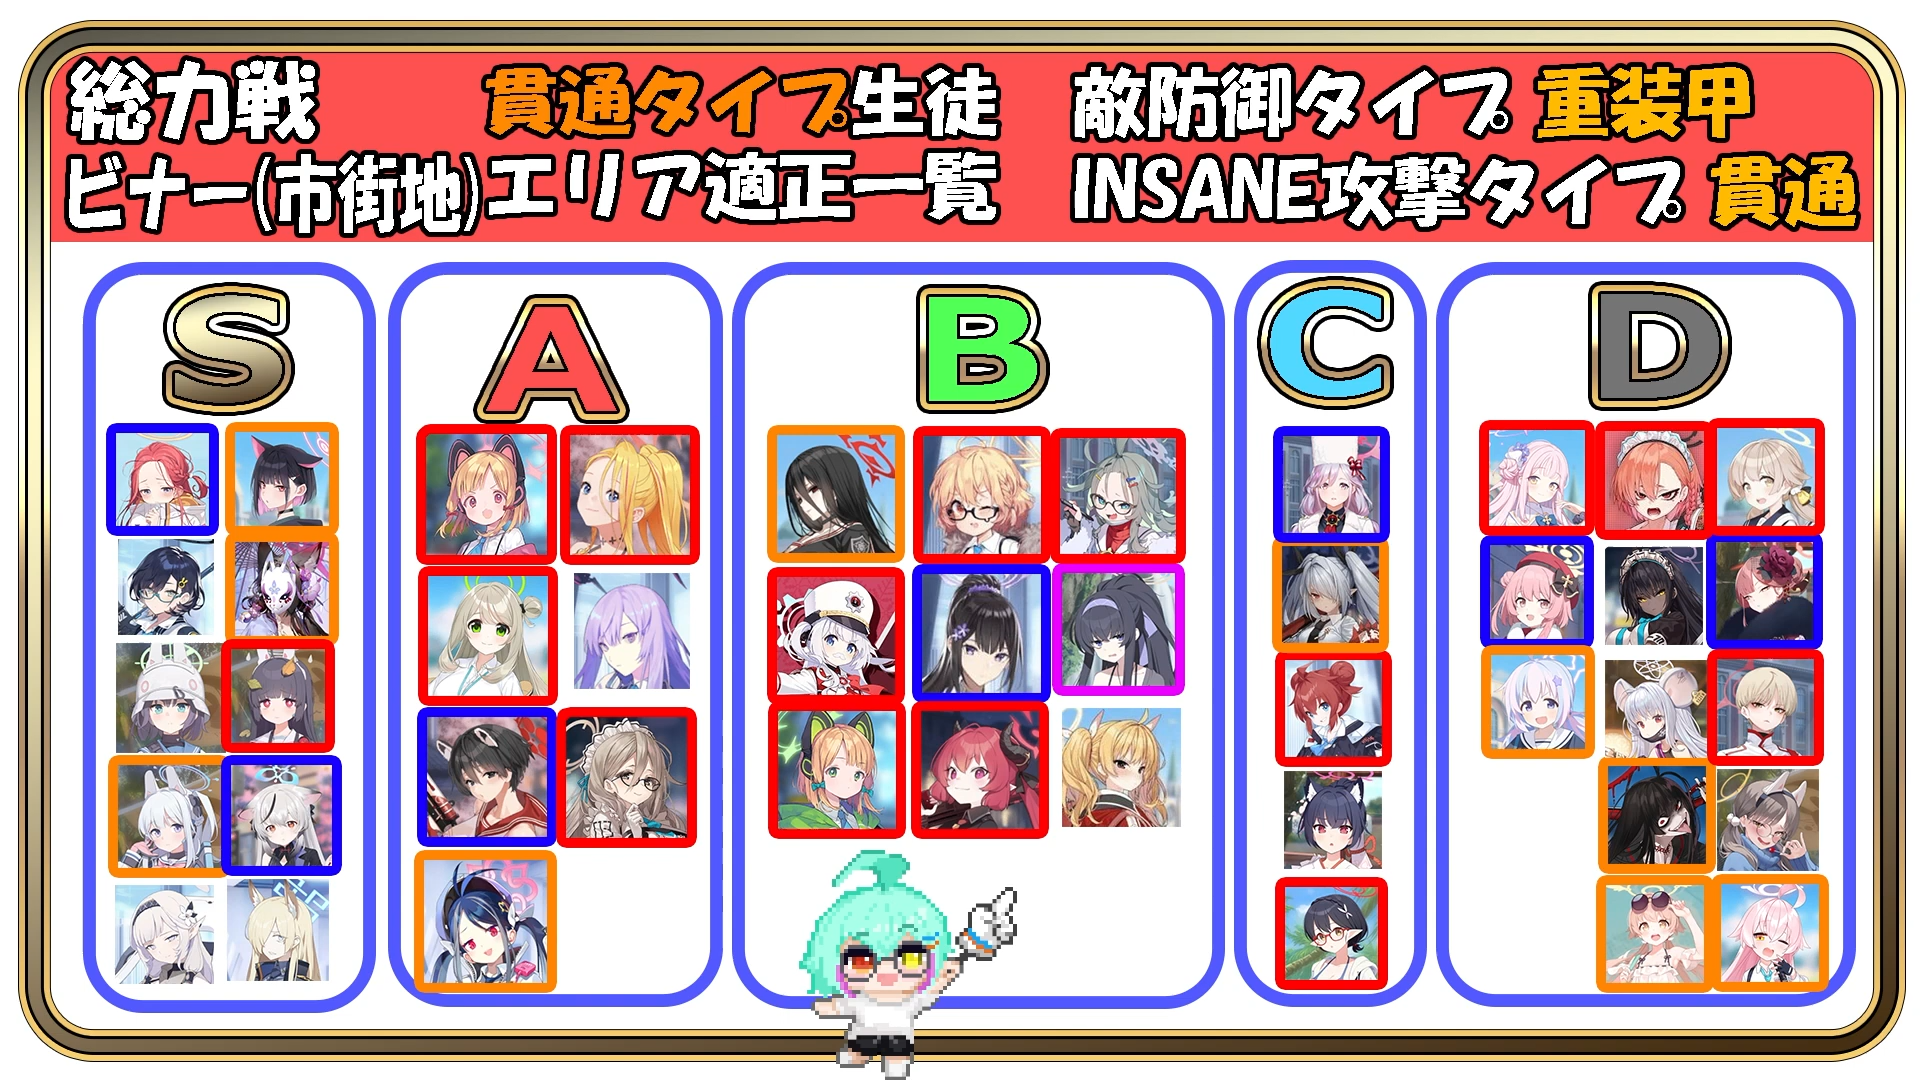 総力戦
ビナー(市街地)
貫通タイプ生徒
エリア適正一覧
敵防御タイプ 重装甲
INSANE攻撃タイプ 貫通
S
A
B
C
D